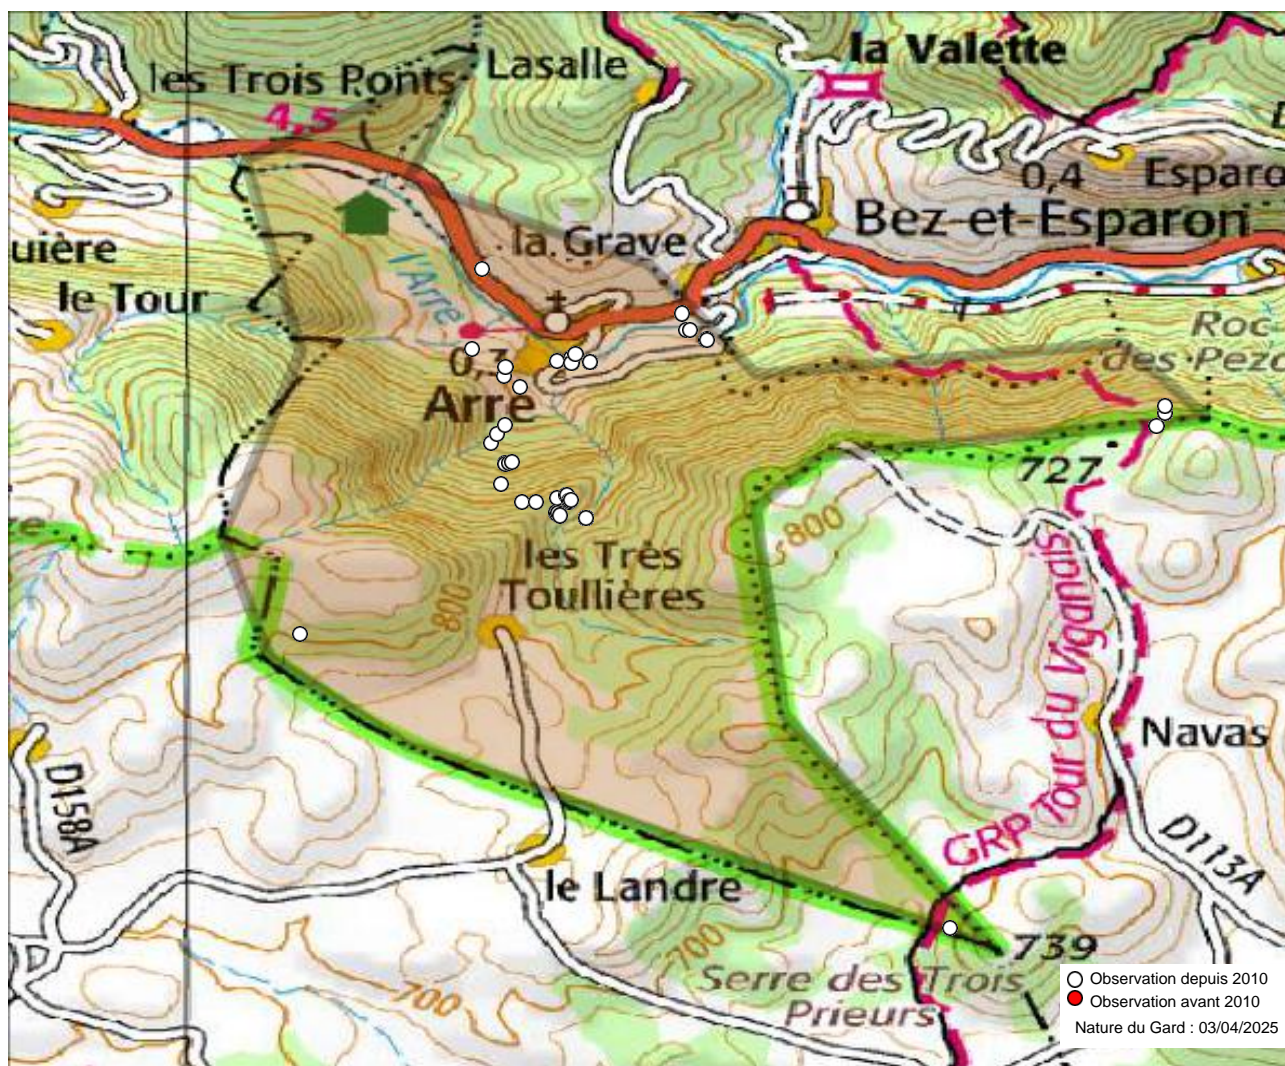 la Valette
les Trois Ponts
Lasalle
4,5
0,4
Esparo
Bez-et-Esparon
uière
la Grave
le Tour
l'Arre
Roc
des Peze
0,7
Arre
727
800
les Très
Toullières
800
GRP Tour du Viganais
Navas
D158A
D113A
le Landre
739
700
Serre des Trois
Prieurs
700
Observation depuis 2010
Observation avant 2010
Nature du Gard : 03/04/2025